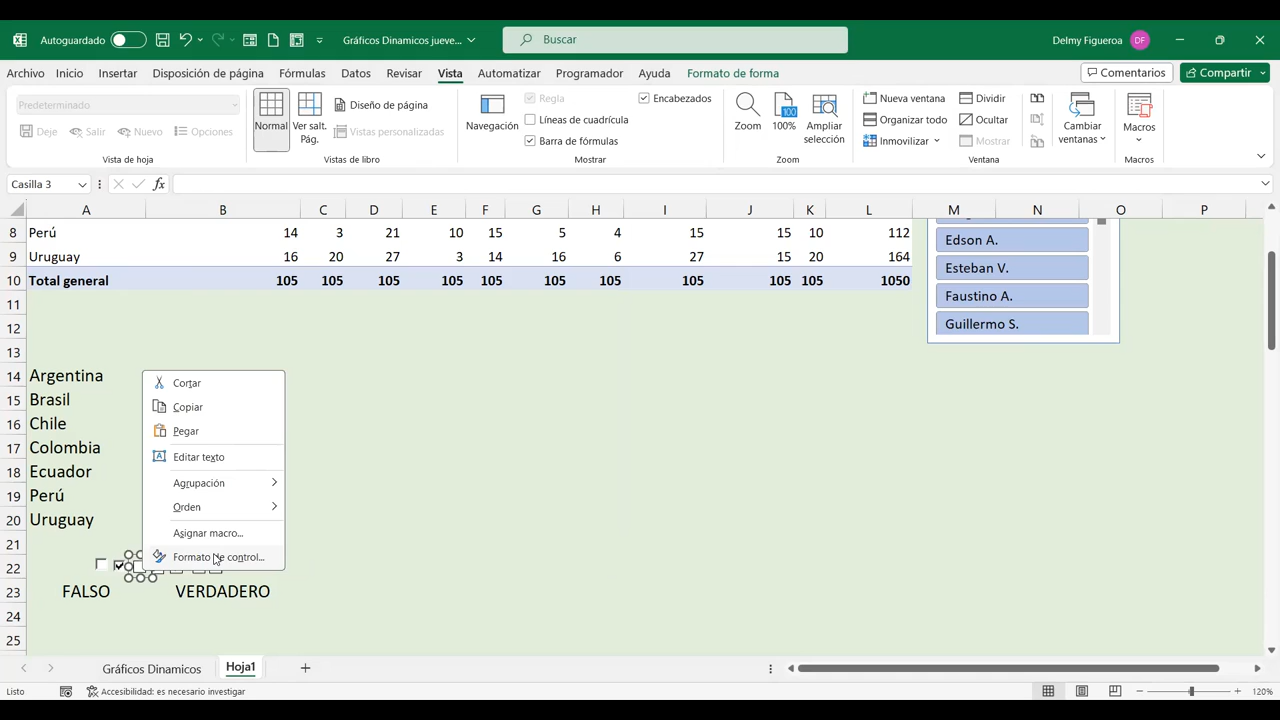 Autoguardado
Gráficos Dinamicos jueve...
Buscar
Delmy Figueroa DF
Archivo Inicio Insertar Disposición de página Fórmulas Datos Revisar Vista Automatizar Programador Ayuda Formato de forma
Comentarios Compartir
Predeterminado
Deje Salir Nuevo Opciones
Vista de hoja
Normal
Ver salt. Pág.
Diseño de página
Vistas personalizadas
Vistas de libro
Navegación
Regla
Líneas de cuadrícula
Barra de fórmulas
Encabezados
Mostrar
Zoom
100
100%
Ampliar selección
Zoom
Nueva ventana
Organizar todo
Inmovilizar
Dividir
Ocultar
Mostrar
Cambiar ventanas
Ventana
Macros
Macros
Casilla 3
fx
A B C D E F G H I J K L M N O P
8 Perú 14 3 21 10 15 5 4 15 15 10 112
9 Uruguay 16 20 27 3 14 16 6 27 15 20 164
10 Total general 105 105 105 105 105 105 105 105 105 105 1050
Edson A.
Esteban V.
Faustino A.
Guillermo S.
11
12
13
14 Argentina
15 Brasil
16 Chile
17 Colombia
18 Ecuador
19 Perú
20 Uruguay
21
22
23 FALSO VERDADERO
24
25
Cortar
Copiar
Pegar
Editar texto
Agrupación
Orden
Asignar macro...
Formato de control...
Gráficos Dinamicos Hoja1
Listo
Accesibilidad: es necesario investigar
120%